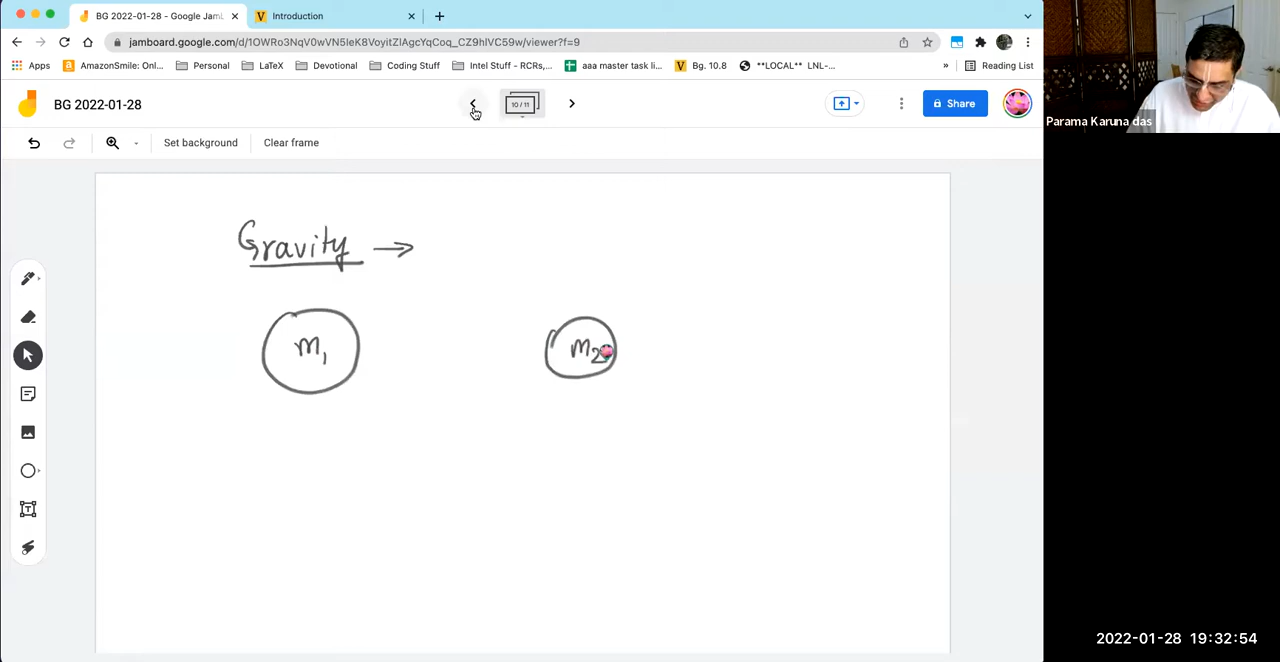 BG 2022-01-28 - Google Jam
Introduction
jamboard.google.com/d/1OWRo3NqV0wVN5IeK8VoyitZlAgcYqCoq_CZ9hlVC59w/viewer?f=9
Apps
AmazonSmile: Onl...
Personal
LaTeX
Devotional
Coding Stuff
Intel Stuff - RCRs,...
aaa master task li...
Bg. 10.8
**LOCAL** LNL-...
»
Reading List
BG 2022-01-28
10 / 11
Share
Set background
Clear frame
Parama Karuna das
Gravity →
m₁
m₂
2022-01-28 19:32:54